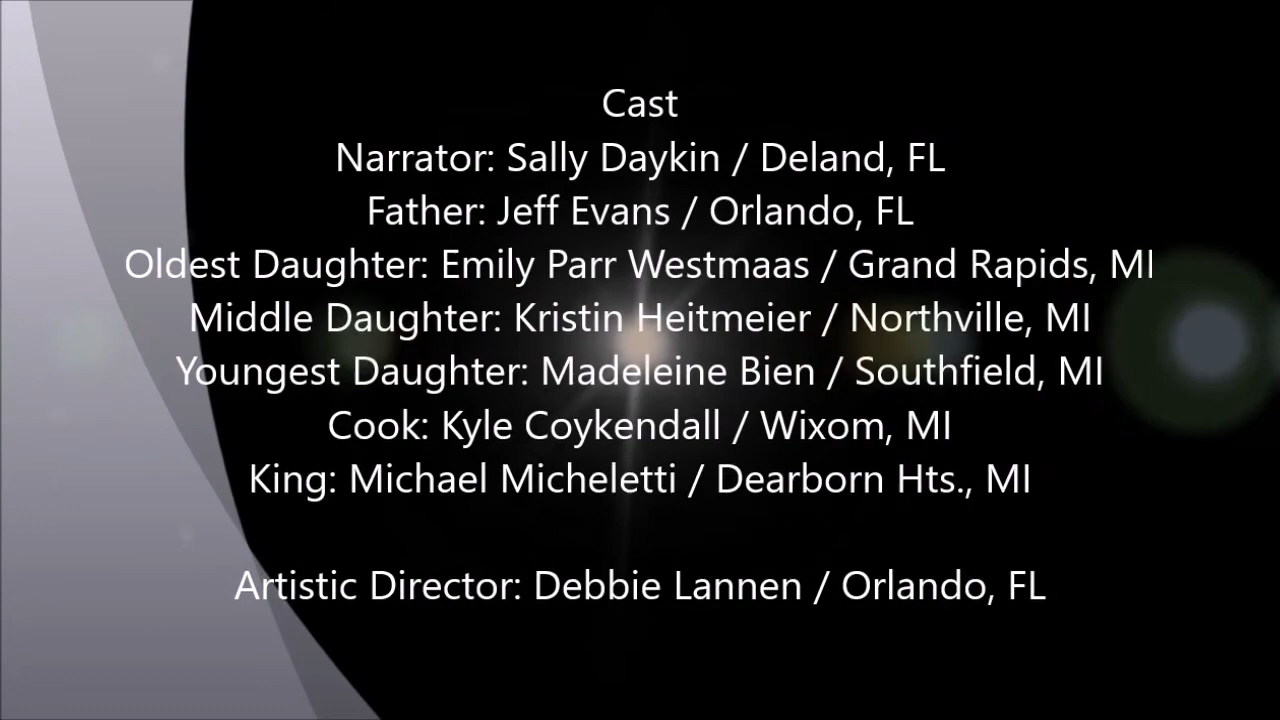 Cast
Narrator: Sally Daykin / Deland, FL
Father: Jeff Evans / Orlando, FL
Oldest Daughter: Emily Parr Westmaas / Grand Rapids, MI
Middle Daughter: Kristin Heitmeier / Northville, MI
Youngest Daughter: Madeleine Bien / Southfield, MI
Cook: Kyle Coykendall / Wixom, MI
King: Michael Micheletti / Dearborn Hts., MI
Artistic Director: Debbie Lannen / Orlando, FL